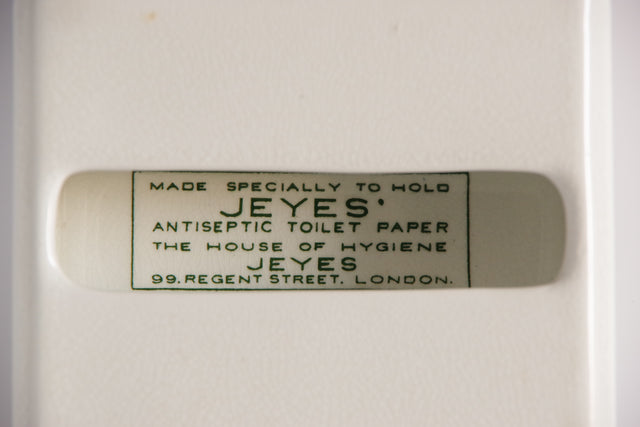 MADE SPECIALLY TO HOLD
JEYES'
ANTISEPTIC TOILET PAPER
THE HOUSE OF HYGIENE
JEYES
99. REGENT STREET. LONDON.